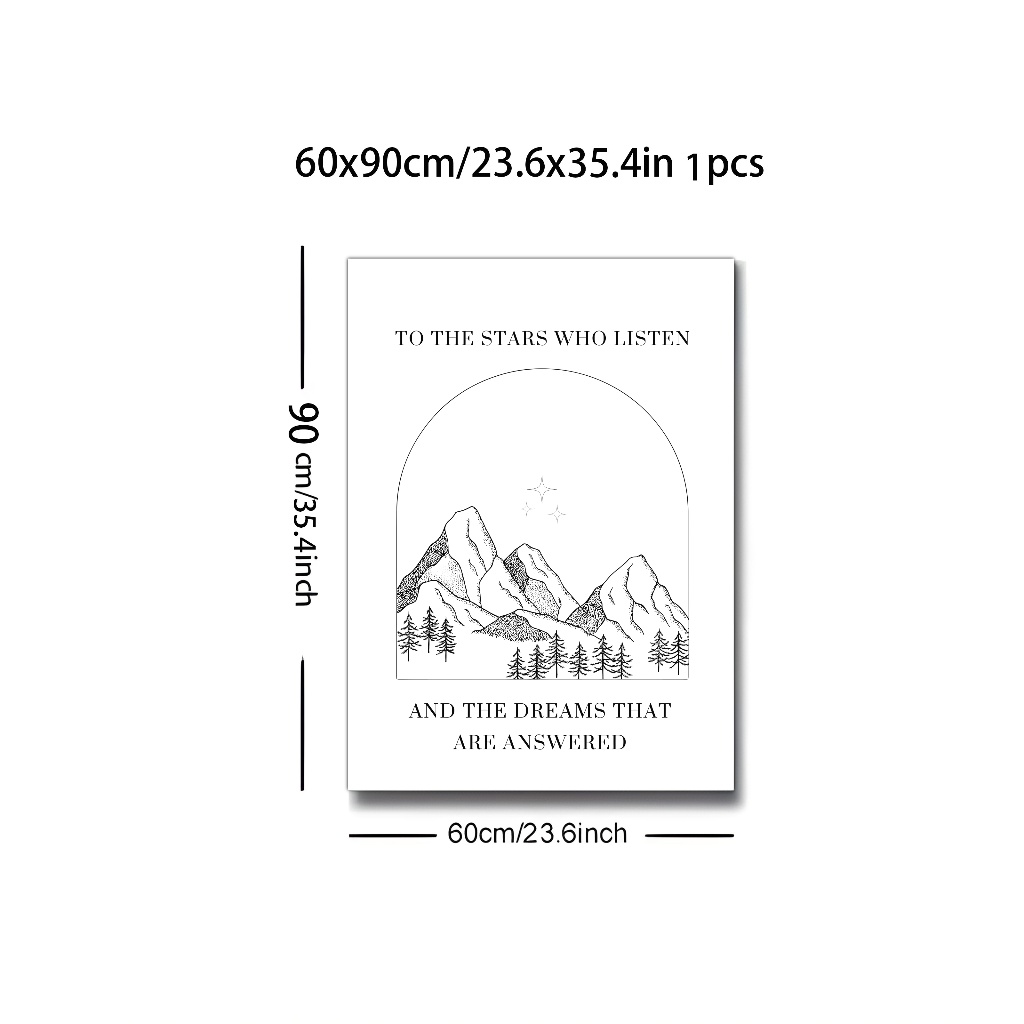 60x90cm/23.6x35.4in 1pcs
90 cm/35.4inch
TO THE STARS WHO LISTEN
AND THE DREAMS THAT
ARE ANSWERED
60cm/23.6inch